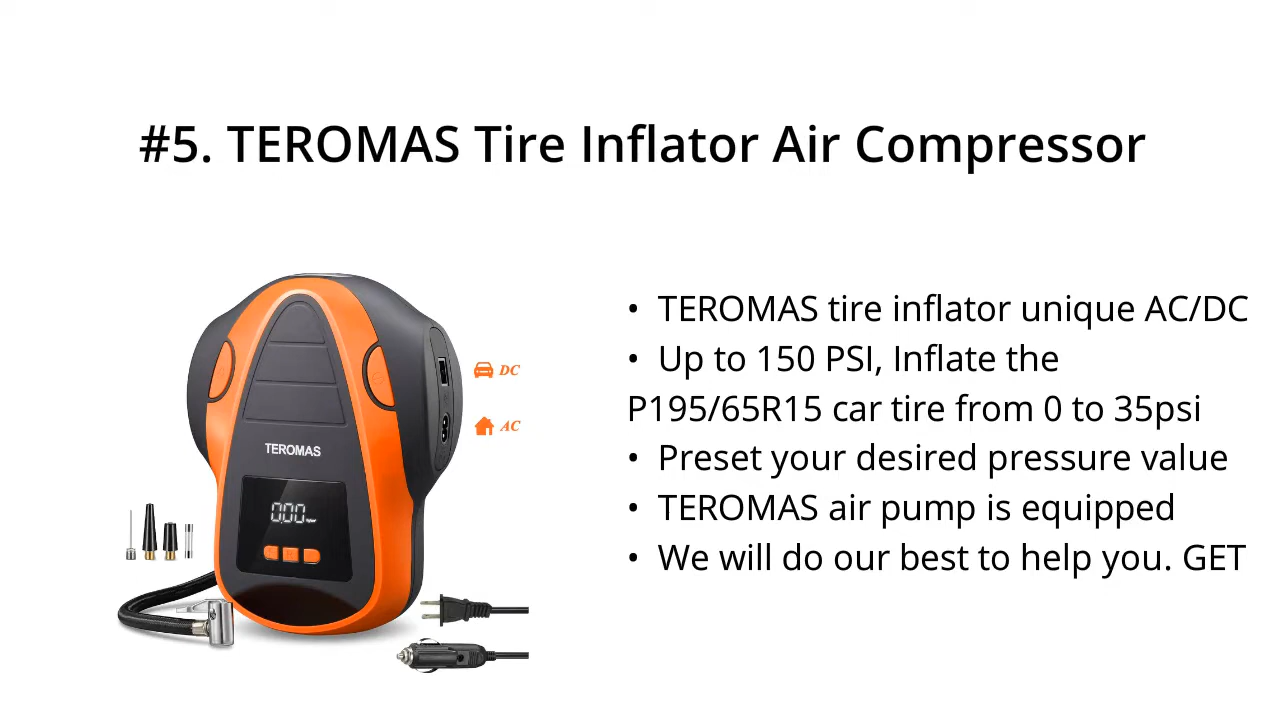 #5. TEROMAS Tire Inflator Air Compressor
• TEROMAS tire inflator unique AC/DC
• Up to 150 PSI, Inflate the
P195/65R15 car tire from 0 to 35psi
• Preset your desired pressure value
• TEROMAS air pump is equipped
• We will do our best to help you. GET
DC
AC
TEROMAS
000